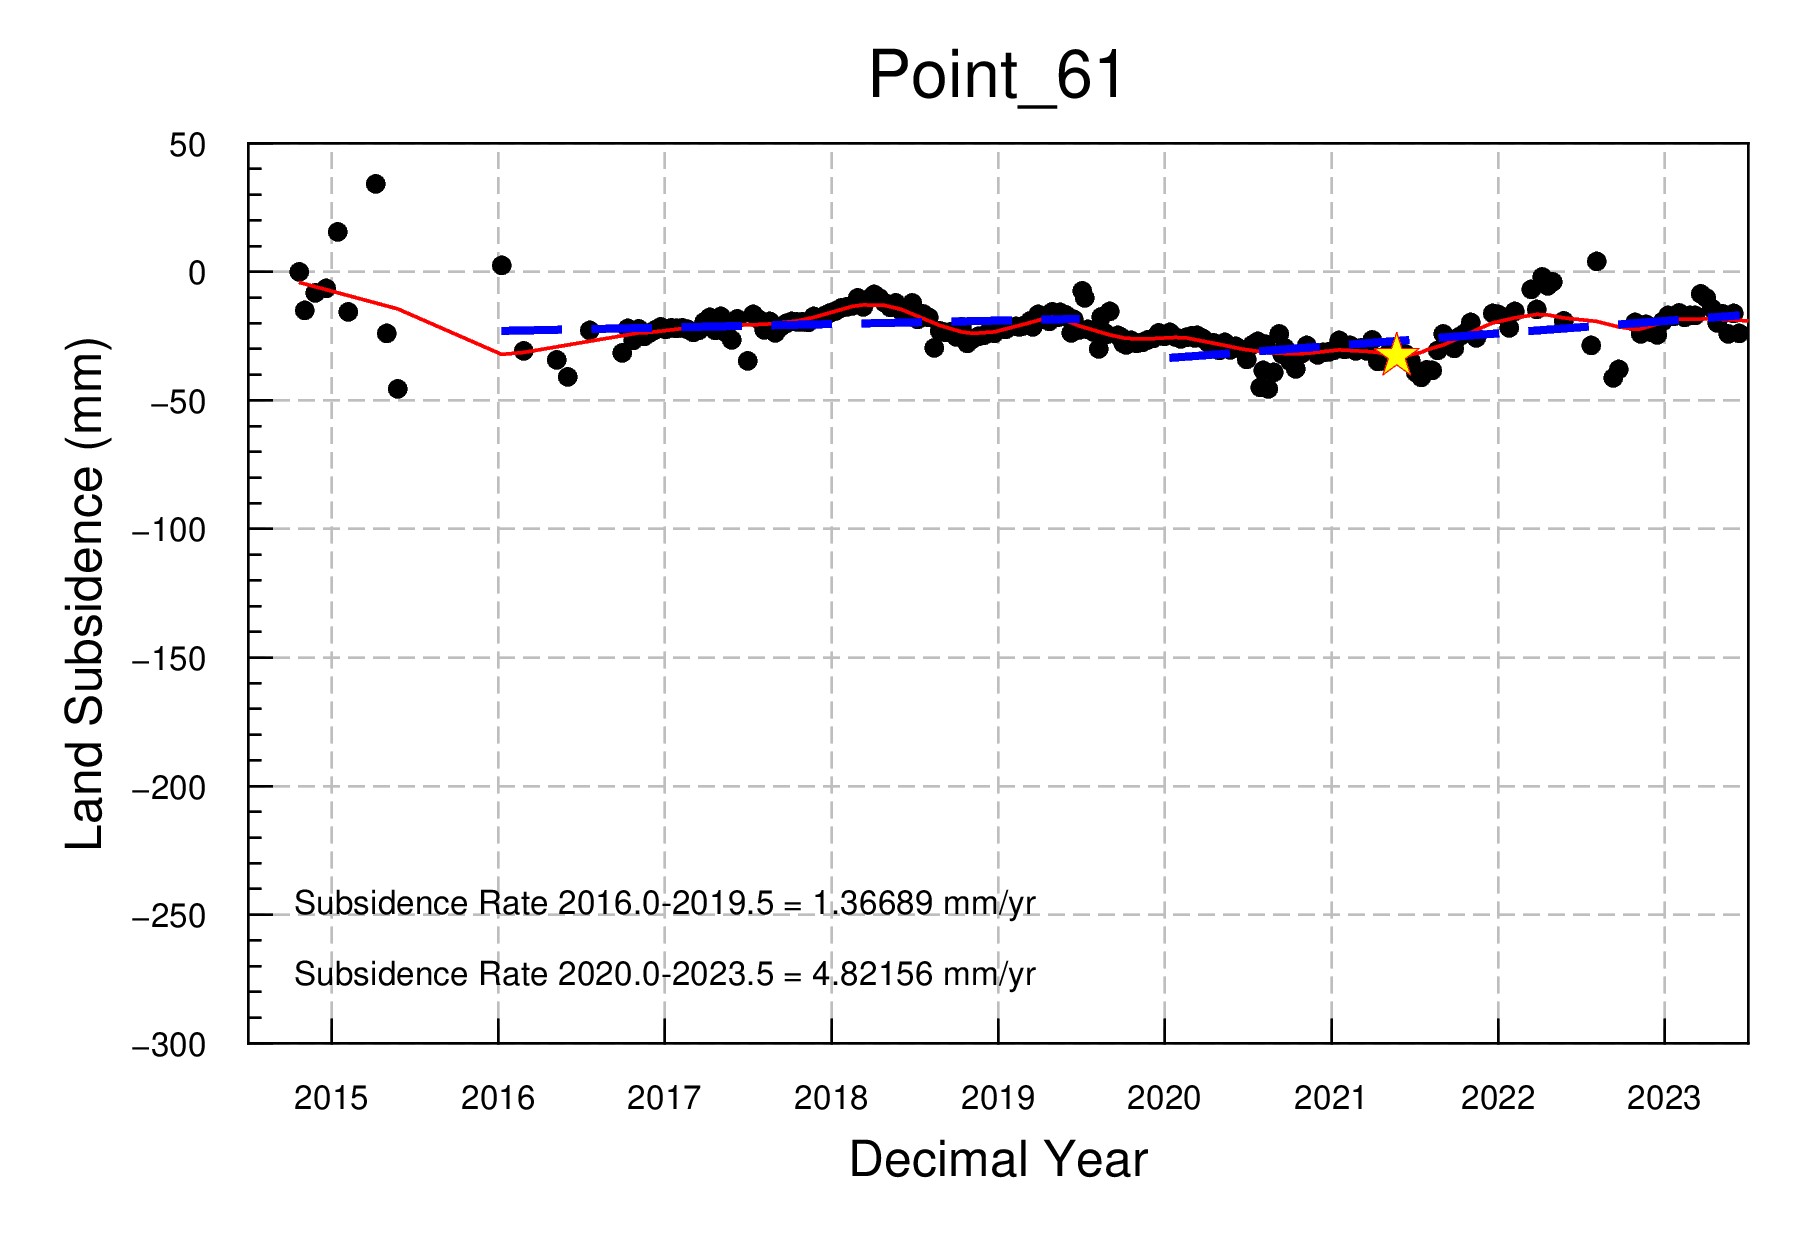 Point_61
50
0
−50
−100
−150
−200
−250
−300
Land Subsidence (mm)
Subsidence Rate 2016.0-2019.5 = 1.36689 mm/yr
Subsidence Rate 2020.0-2023.5 = 4.82156 mm/yr
2015 2016 2017 2018 2019 2020 2021 2022 2023
Decimal Year